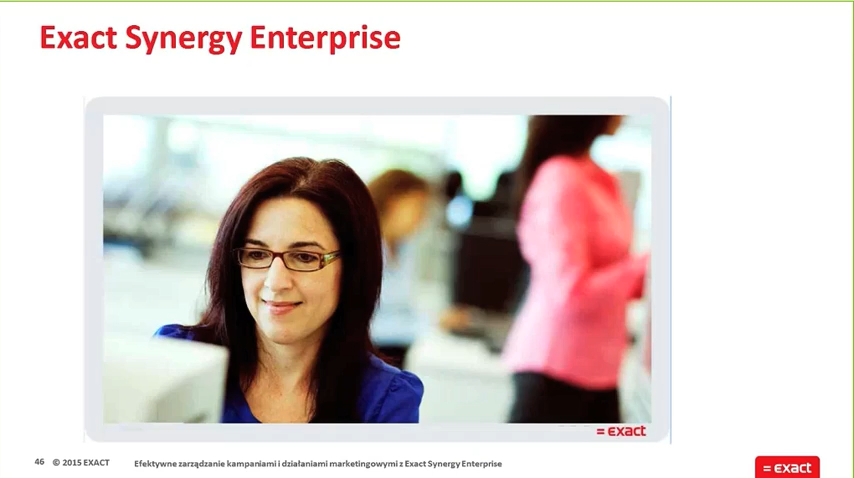 Exact Synergy Enterprise
= exact
46 © 2015 EXACT Efektywne zarządzanie kampaniami i działaniami marketingowymi z Exact Synergy Enterprise
= exact